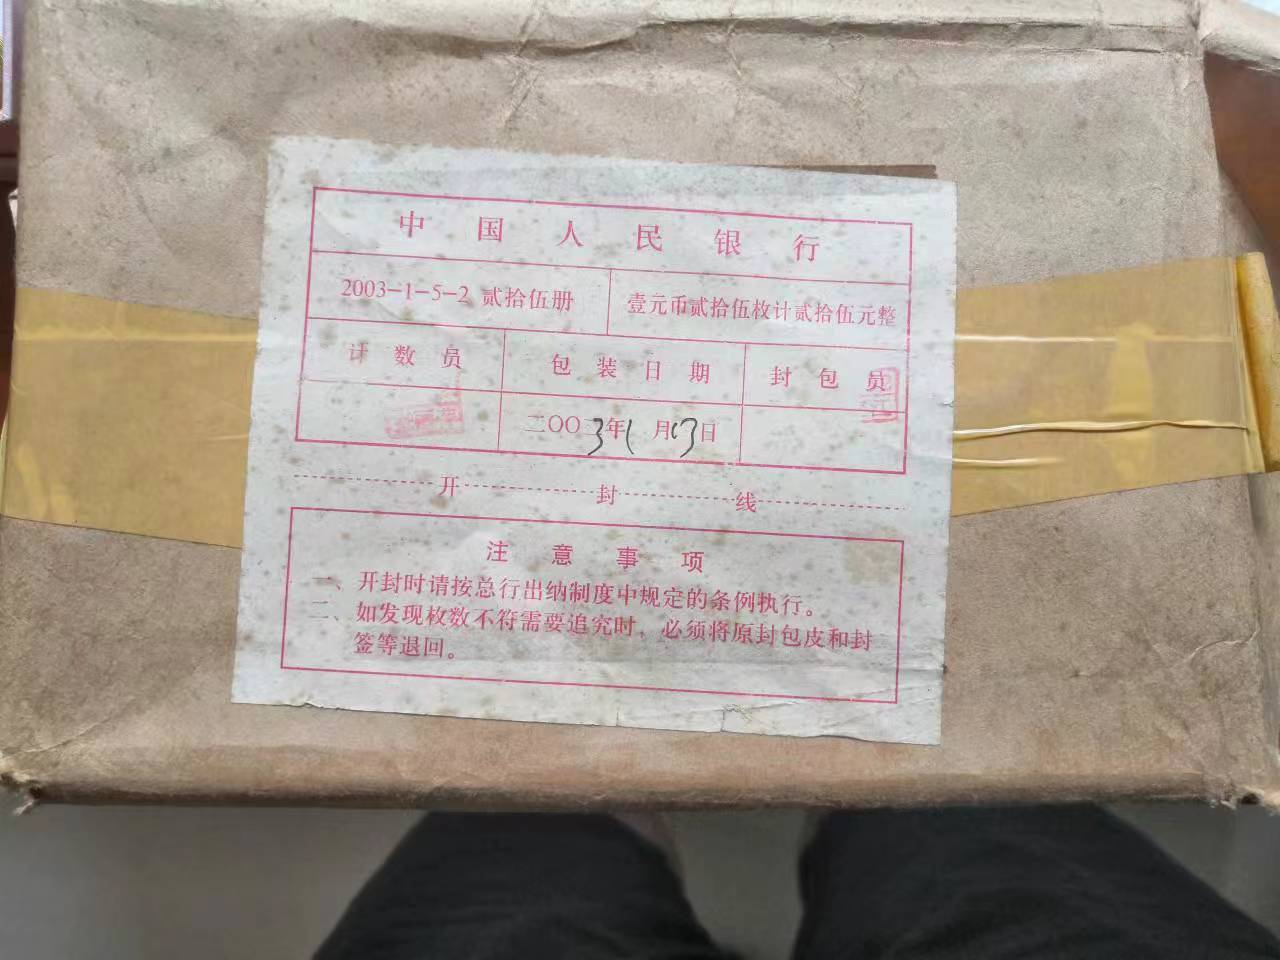 中国人民银行
2003-1-5-2 贰拾伍册
壹元币贰拾伍枚计贰拾伍元整
计数员
包装日期
封包员
二〇〇3年1月13日
开封线
注意事项
一、开封时请按总行出纳制度中规定的条例执行。
二、如发现枚数不符需要追究时，必须将原封包皮和封
签等退回。